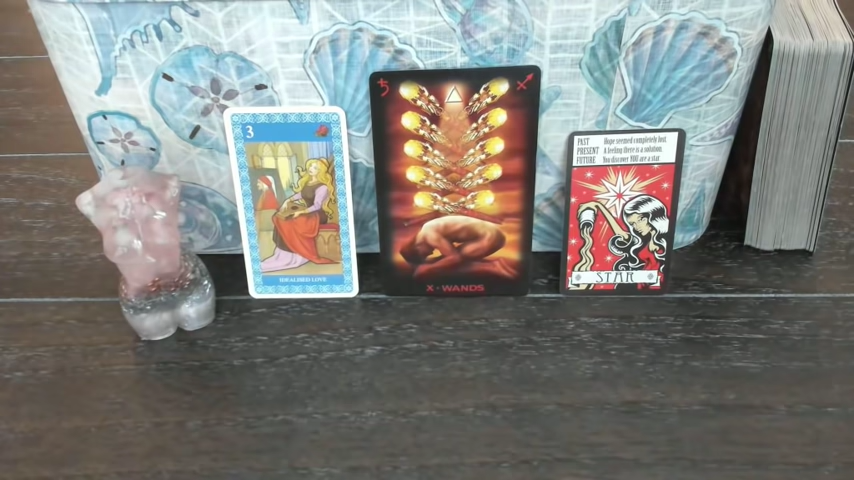 3
IDEALISED LOVE
X • WANDS
PAST Hope seemed completely lost.
PRESENT A feeling there is a solution.
FUTURE You discover YOU are a star.
STAR